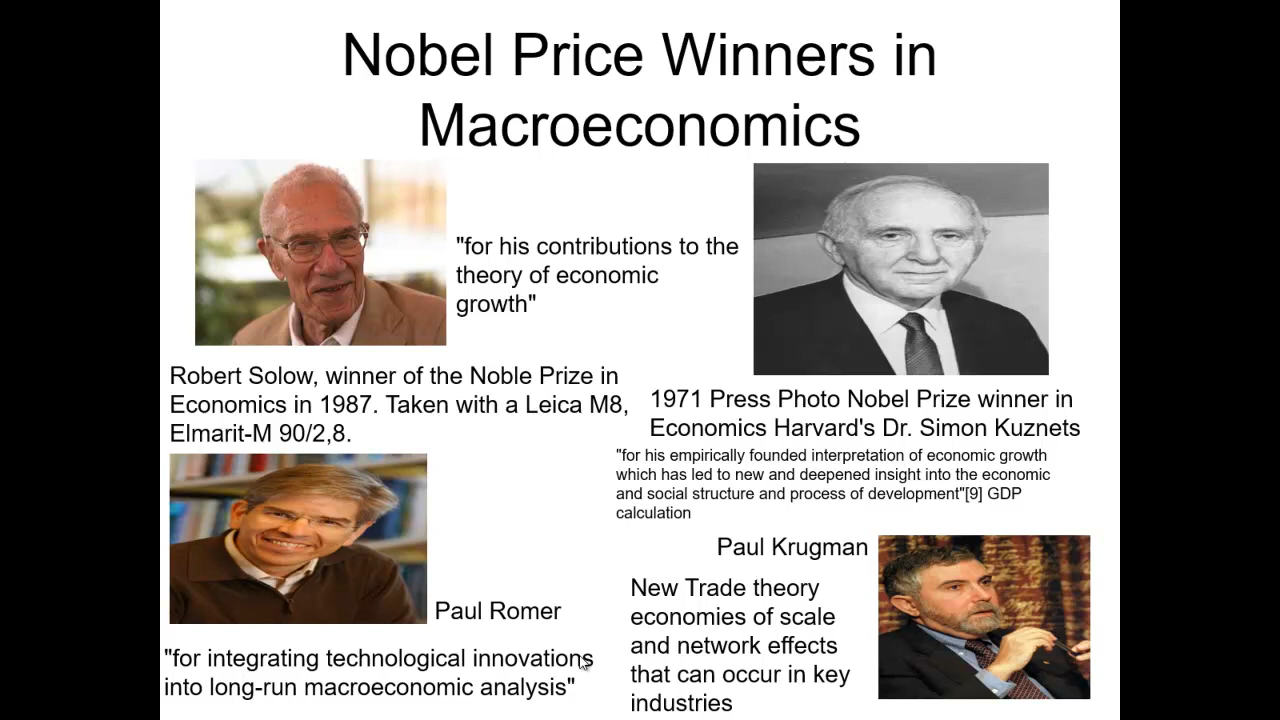 Nobel Price Winners in
Macroeconomics
"for his contributions to the
theory of economic
growth"
Robert Solow, winner of the Noble Prize in
Economics in 1987. Taken with a Leica M8,
Elmarit-M 90/2,8.
1971 Press Photo Nobel Prize winner in
Economics Harvard's Dr. Simon Kuznets
"for his empirically founded interpretation of economic growth
which has led to new and deepened insight into the economic
and social structure and process of development"[9] GDP
calculation
Paul Romer
"for integrating technological innovations
into long-run macroeconomic analysis"
Paul Krugman
New Trade theory
economies of scale
and network effects
that can occur in key
industries